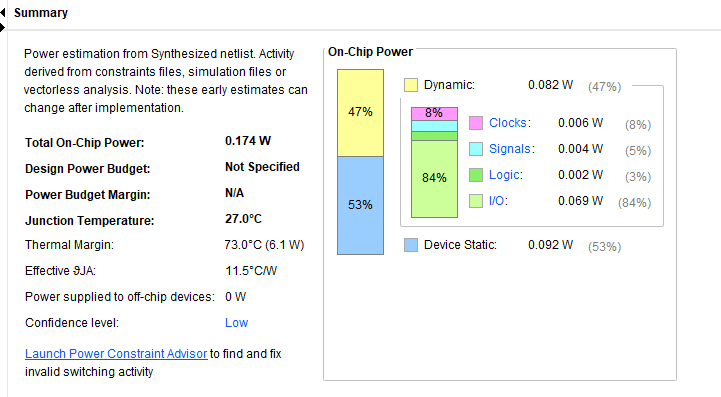 Summary
Power estimation from Synthesized netlist. Activity
derived from constraints files, simulation files or
vectorless analysis. Note: these early estimates can
change after implementation.
Total On-Chip Power: 0.174 W
Design Power Budget: Not Specified
Power Budget Margin: N/A
Junction Temperature: 27.0°C
Thermal Margin: 73.0°C (6.1 W)
Effective ϑJA: 11.5°C/W
Power supplied to off-chip devices: 0 W
Confidence level: Low
Launch Power Constraint Advisor to find and fix
invalid switching activity
On-Chip Power
47%
53%
Dynamic: 0.082 W (47%)
8%
84%
Clocks: 0.006 W (8%)
Signals: 0.004 W (5%)
Logic: 0.002 W (3%)
I/O: 0.069 W (84%)
Device Static: 0.092 W (53%)